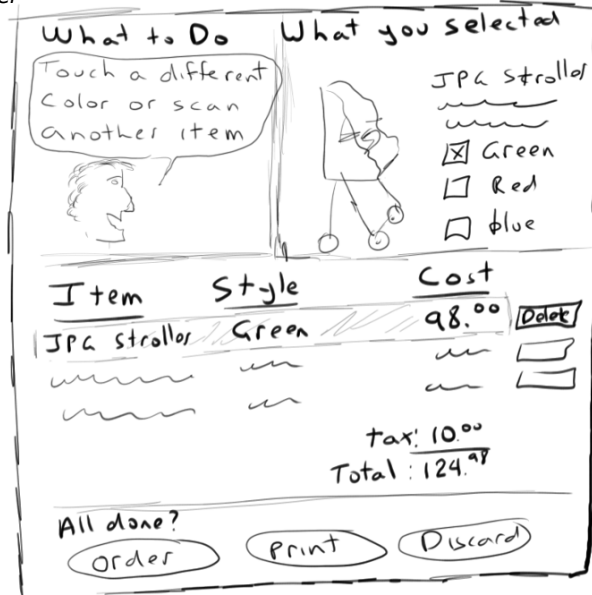 What to Do
Touch a different
color or scan
another item
What you selected
JPG Stroller
Green
Red
blue
Item Style Cost
JPG Stroller Green 98.00 Delete
tax: 10.00
Total: 124.98
All done?
Order Print Discard